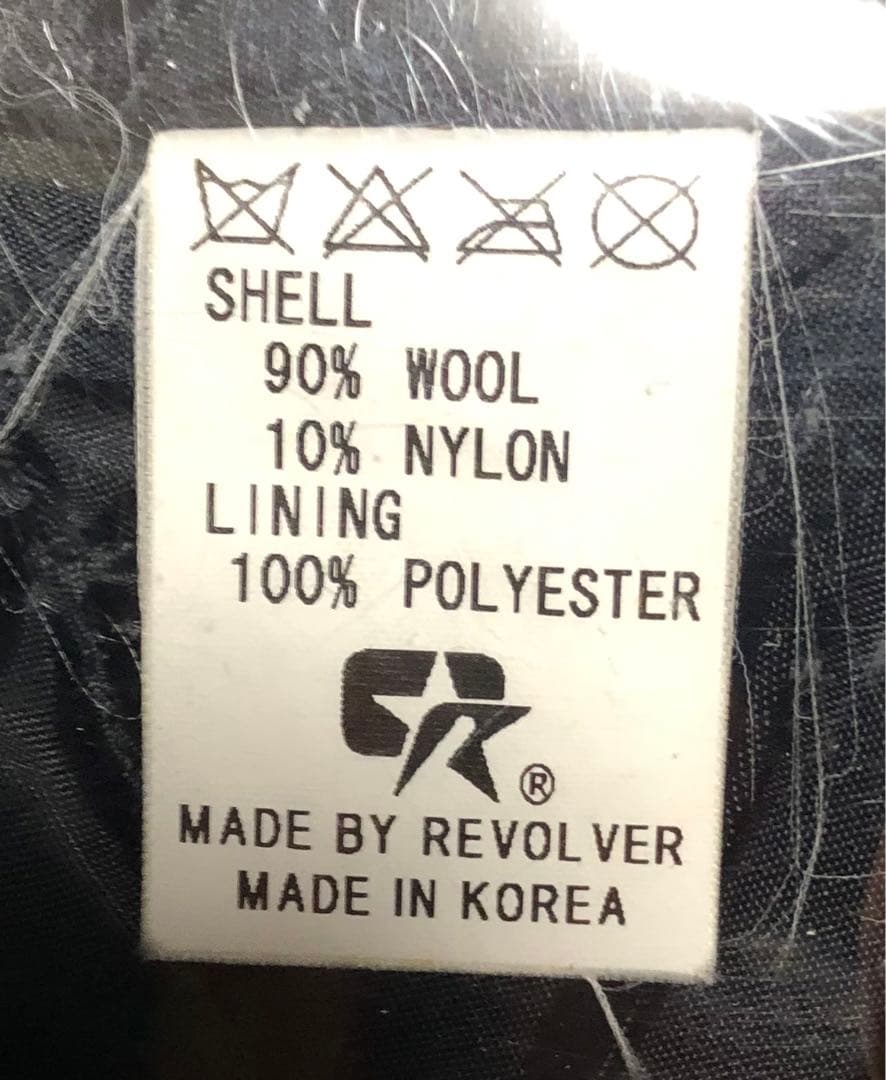 SHELL
90% WOOL
10% NYLON
LINING
100% POLYESTER
®
MADE BY REVOLVER
MADE IN KOREA